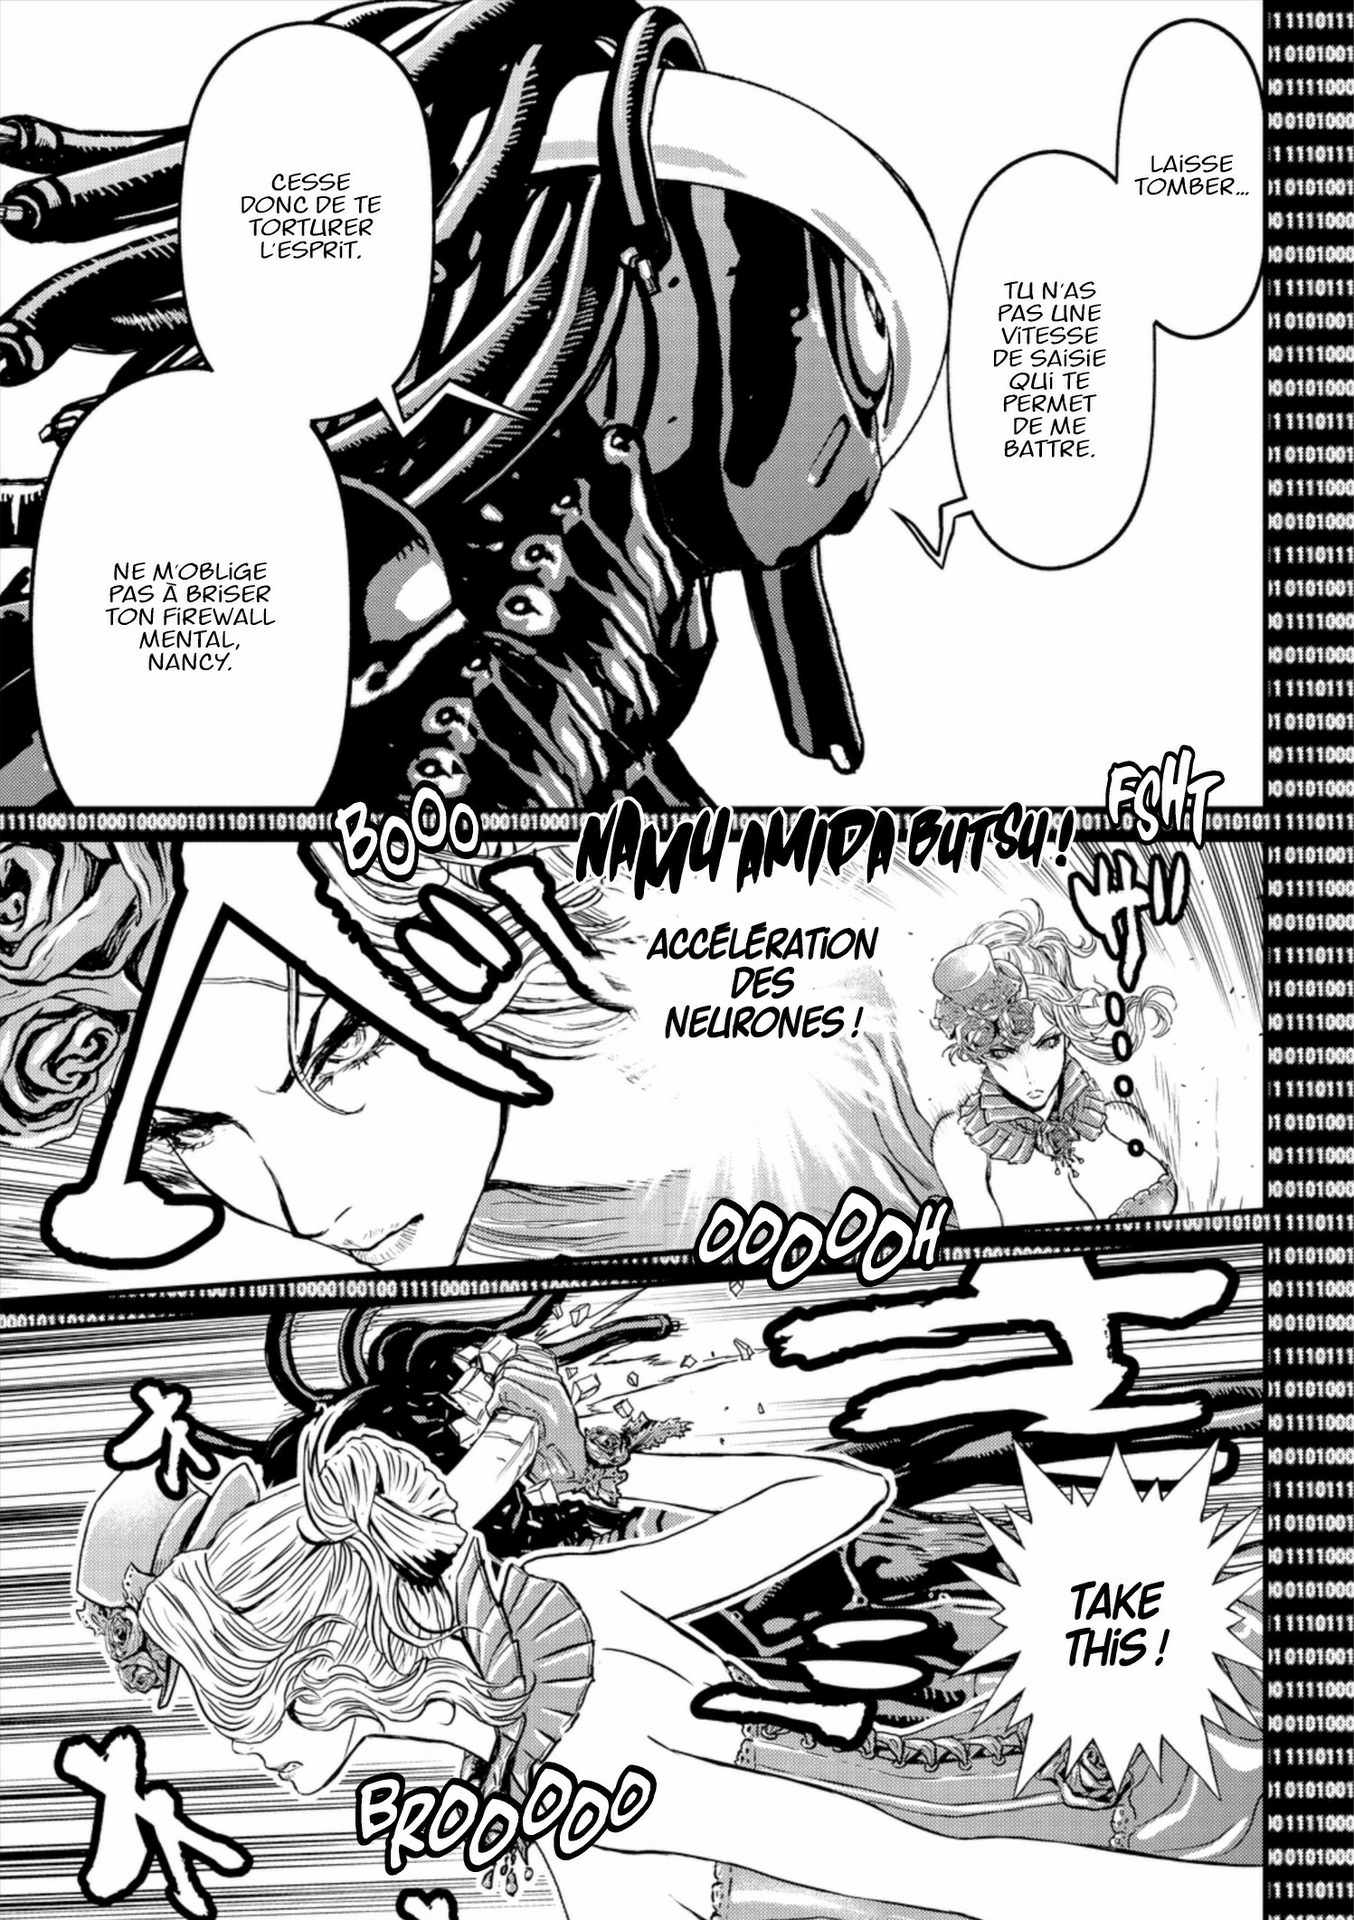 LAISSE
TOMBER...
TU N'AS
PAS UNE
VITESSE
DE SAISIE
QUI TE
PERMET
DE ME
BATTRE.
CESSE
DONC DE TE
TORTURER
L'ESPRIT.
NE M'OBLIGE
PAS À BRISER
TON FIREWALL
MENTAL,
NANCY.
FSHT
NAMU AMIDA BUTSU !
BOOO
ACCÉLÉRATION
DES
NEURONES !
OOOOOOH
TAKE
THIS !
BROOOOOO